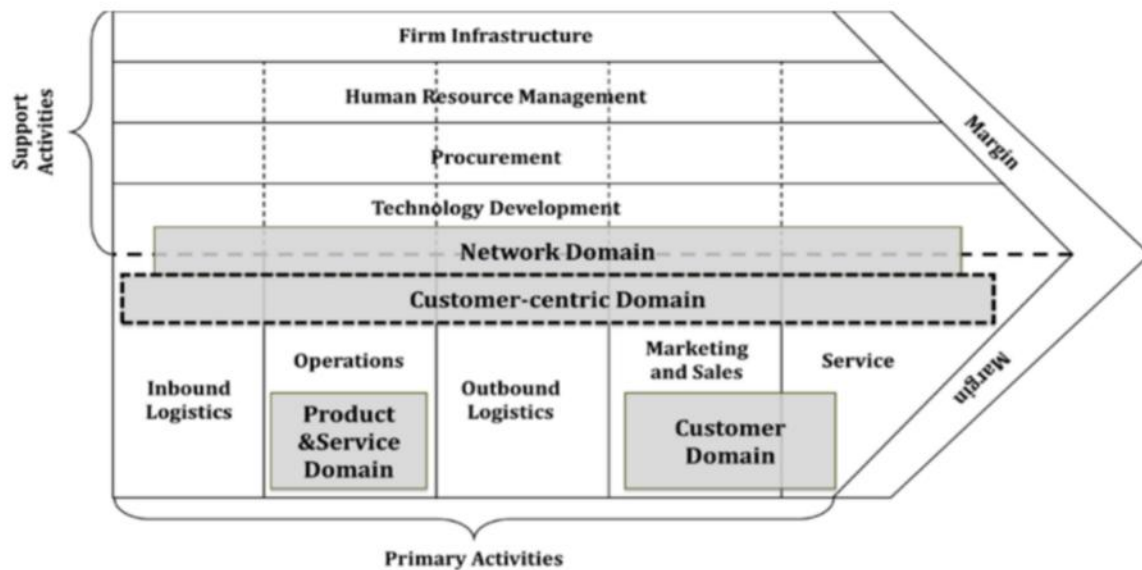 Firm Infrastructure
Human Resource Management
Procurement
Technology Development
Support
Activities
Margin
Network Domain
Customer-centric Domain
Inbound
Logistics
Operations
Product
&Service
Domain
Outbound
Logistics
Marketing
and Sales
Customer
Domain
Service
Margin
Primary Activities